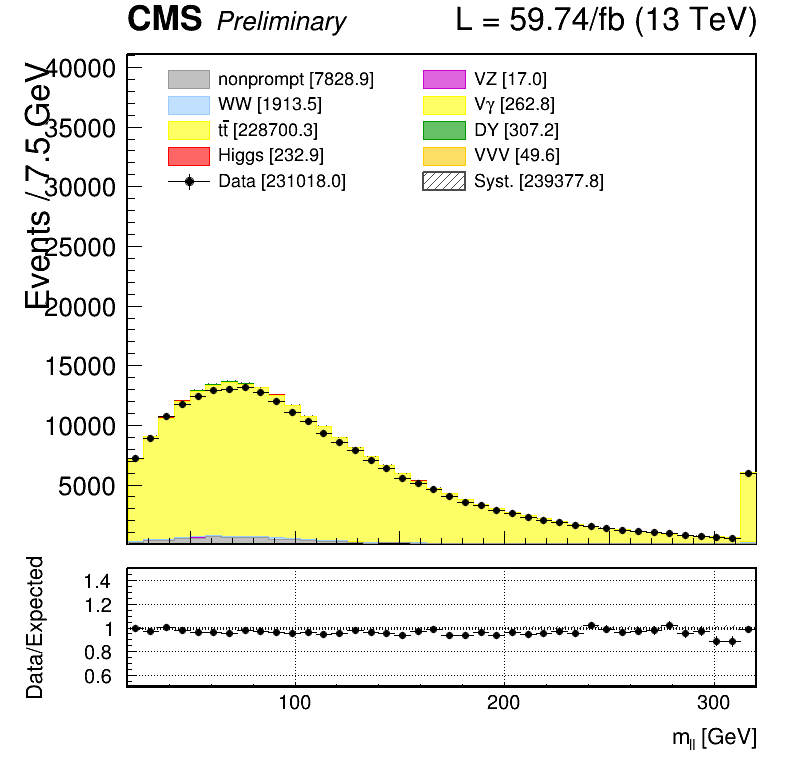 CMS Preliminary L = 59.74/fb (13 TeV)
Events / 7.5 GeV
40000
35000
30000
25000
20000
15000
10000
5000
nonprompt [7828.9]
WW [1913.5]
tt̄ [228700.3]
Higgs [232.9]
Data [231018.0]
VZ [17.0]
Vγ [262.8]
DY [307.2]
VVV [49.6]
Syst. [239377.8]
Data/Expected
1.4
1.2
1
0.8
0.6
100 200 300
m_ll [GeV]